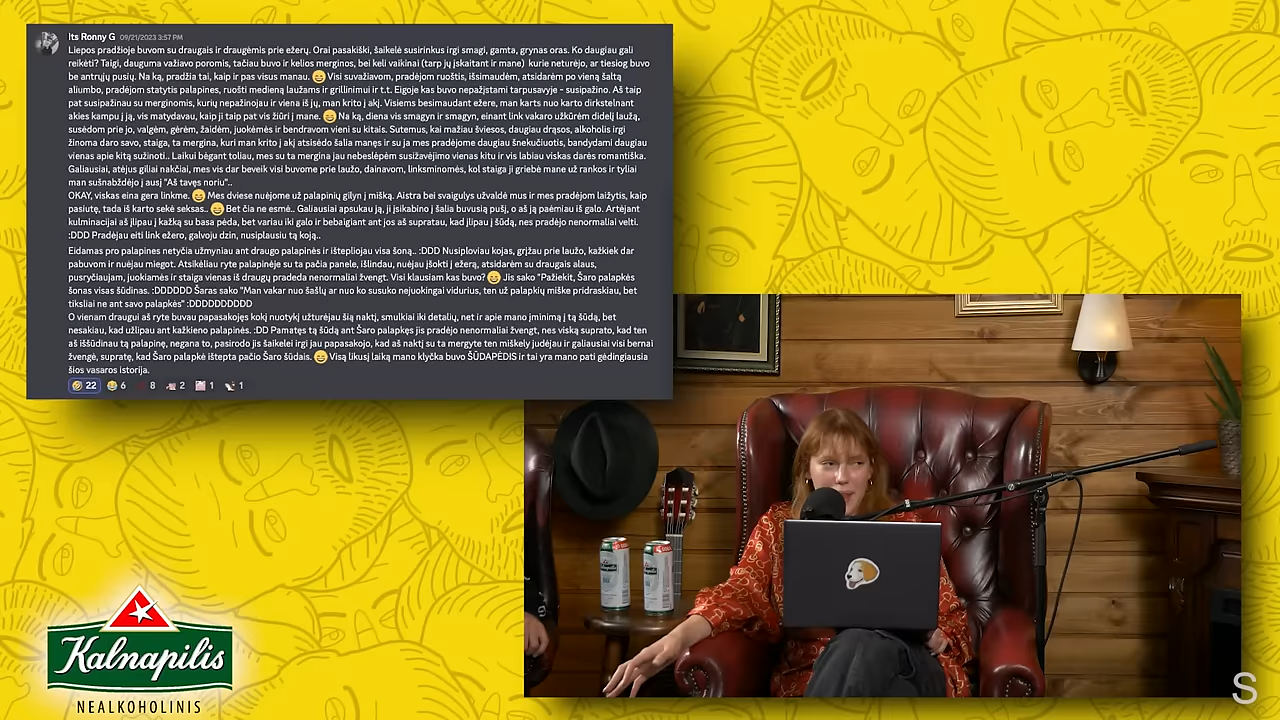 Its Ronny G 09/21/2023 3:57 PM
Liepos pradžioje buvom su draugais ir draugėmis prie ežerų. Orai pasakiški, šaikelė susirinkus irgi smagi, gamta, grynas oras. Ko daugiau gali
reikėti? Taigi, dauguma važiavo poromis, tačiau buvo ir kelios merginos, bei keli vaikinai (tarp jų įskaitant ir mane) kurie neturėjo, ar tiesiog buvo
be antrųjų pusių. Na ką, pradžia tai, kaip ir pas visus manau. Visi suvažiavom, pradėjom ruoštis, išsimaudėm, atsidarėm po vieną šaltą
aliumbo, pradėjom statytis palapines, ruošti medieną laužams ir grillinimui ir t.t. Eigoje kas buvo nepažįstami tarpusavyje - susipažino. Aš taip
pat susipažinau su merginomis, kurių nepažinojau ir viena iš jų, man krito į akį. Visiems besimaudant ežere, man karts nuo karto dirkstelnant
akies kampu į ją, vis matydavau, kaip ji taip pat vis žiūri į mane. Na ką, diena vis smagyn ir smagyn, einant link vakaro užkūrėm didelį laužą,
susėdom prie jo, valgėm, gėrėm, žaidėm, juokėmės ir bendravom vieni su kitais. Sutemus, kai mažiau šviesos, daugiau drąsos, alkoholis irgi
žinoma daro savo, staiga, ta mergina, kuri man krito į akį atsisėdo šalia manęs ir su ja mes pradėjome daugiau šnekučiuotis, bandydami daugiau
vienas apie kitą sužinoti.. Laikui bėgant toliau, mes su ta mergina jau nebeslėpėm susižavėjimo vienas kitu ir vis labiau viskas darės romantiška.
Galiausiai, atėjus giliai nakčiai, mes vis dar beveik visi buvome prie laužo, dainavom, linksminomės, kol staiga ji griebė mane už rankos ir tyliai
man sušnabždėjo į ausį "Aš tavęs noriu"..
OKAY, viskas eina gera linkme. Mes dviese nuėjome už palapinių gilyn į mišką. Aistra bei svaigulys užvaldė mus ir mes pradėjom laižytis, kaip
pasiutę, tada iš karto sekė seksas.. Bet čia ne esmė.. Galiausiai apsukau ją, ji įsikabino į šalia buvusią pušį, o aš ją paėmiau iš galo. Artėjant
kulminacijai aš įlipau į kažką su basa pėda, bet variau iki galo ir bebaigiant ant jos aš supratau, kad įlipau į šūdą, nes pradėjo nenormaliai velti.
:DDD Pradėjau eiti link ežero, galvoju dzin, nusiplausiu tą koją..
Eidamas pro palapines netyčia užmyniau ant draugo palapinės ir ištepliojau visa šoną.. :DDD Nusiploviau kojas, grįžau prie laužo, kažkiek dar
pabuvom ir nuėjau miegot. Atsikėliau ryte palapinėje su ta pačia panele, išlindau, nuėjau įšokti į ežerą, atsidarėm su draugais alaus,
pusryčiaujam, juokiamės ir staiga vienas iš draugų pradeda nenormaliai žvengt. Visi klausiam kas buvo? Jis sako "Pažiekit, Šaro palapkės
šonas visas šūdinas. :DDDDDD Šaras sako "Man vakar nuo šašlų ar nuo ko susuko nejuokingai vidurius, ten už palapkių miške pridraskiau, bet
tiksliai ne ant savo palapkės" :DDDDDDDDDD
O vienam draugui aš ryte buvau papasakojęs kokį nuotykį užturėjau šią naktį, smulkiai iki detalių, net ir apie mano įminimą į tą šūdą, bet
nesakiau, kad užlipau ant kažkieno palapinės. :DD Pamatęs tą šūdą ant Šaro palapkęs jis pradėjo nenormaliai žvengt, nes viską suprato, kad ten
aš iššūdinau tą palapinę, negana to, pasirodo jis šaikelei irgi jau papasakojo, kad aš naktį su ta mergyte ten miškely judėjau ir galiausiai visi bernai
žvengė, supratę, kad Šaro palapkė ištepta pačio Šaro šūdais. Visą likusį laiką mano klyčka buvo ŠŪDAPĖDIS ir tai yra mano pati gėdingiausia
šios vasaros istorija.
22 6 8 2 1 1
Kalnapilis
NEALKOHOLINIS
S